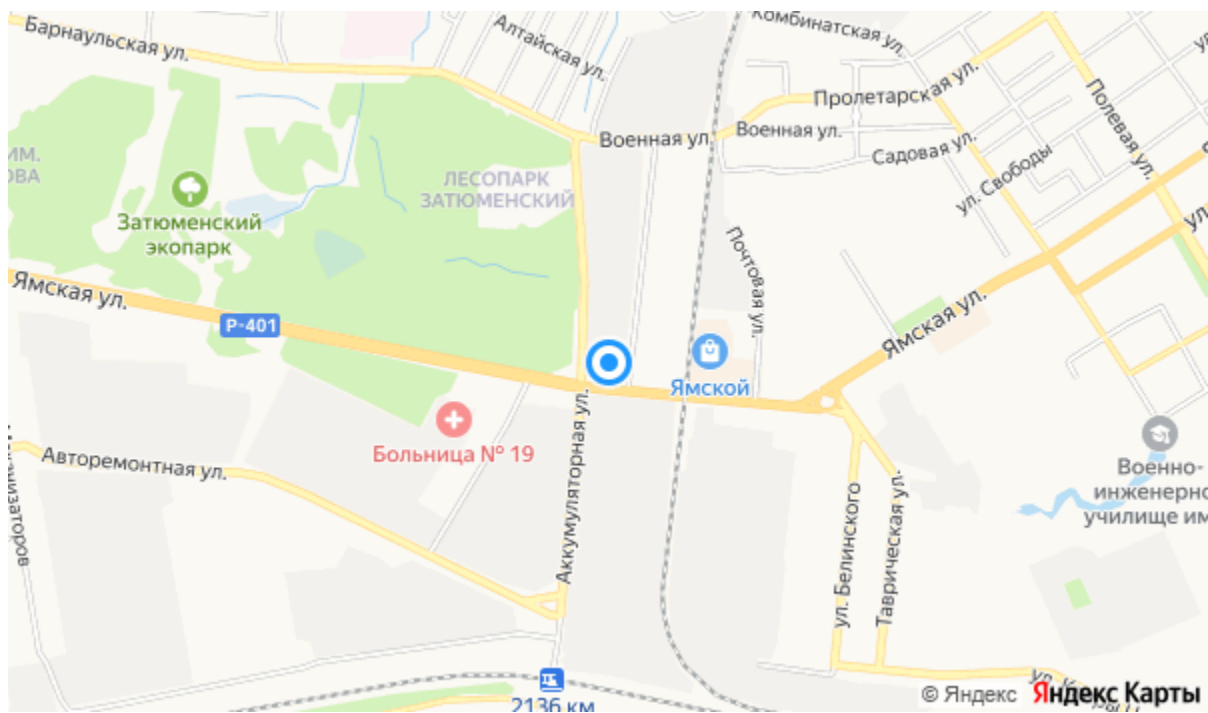 Барнаульская ул.
Алтайская ул.
Комбинатская ул.
Пролетарская ул.
Военная ул.
Военная ул.
Садовая ул.
Полевая ул.
ул. Свободы
ИМ.
ЛЕСОПАРК
ЗАТЮМЕНСКИЙ
Затюменский
экопарк
Почтовая ул.
Ямская ул.
Р-401
Ямская ул.
Ямской
Больница № 19
Авторемонтная ул.
Аккумуляторная ул.
ул. Белинского
Таврическая ул.
Военно-
училище им
2136 км
© Яндекс
Яндекс Карты